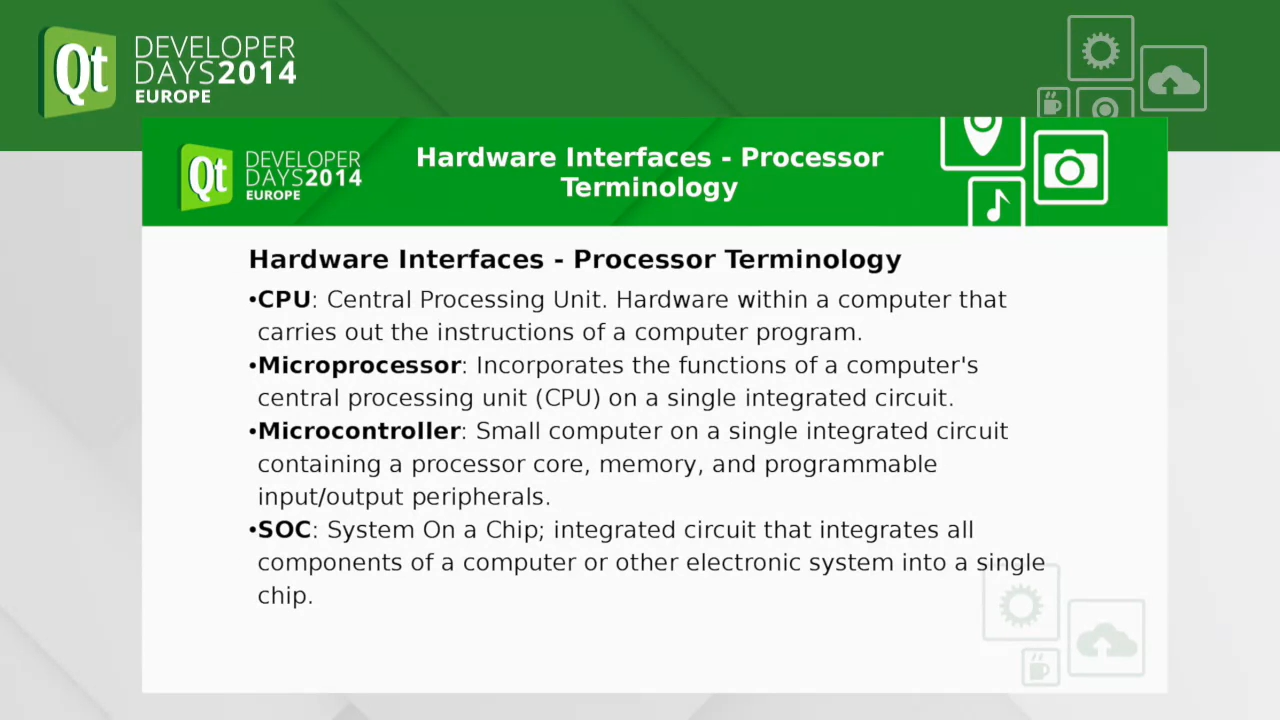 Qt DEVELOPER
DAYS2014
EUROPE
Qt DEVELOPER
DAYS2014
EUROPE
Hardware Interfaces - Processor
Terminology
Hardware Interfaces - Processor Terminology
•CPU: Central Processing Unit. Hardware within a computer that
carries out the instructions of a computer program.
•Microprocessor: Incorporates the functions of a computer's
central processing unit (CPU) on a single integrated circuit.
•Microcontroller: Small computer on a single integrated circuit
containing a processor core, memory, and programmable
input/output peripherals.
•SOC: System On a Chip; integrated circuit that integrates all
components of a computer or other electronic system into a single
chip.